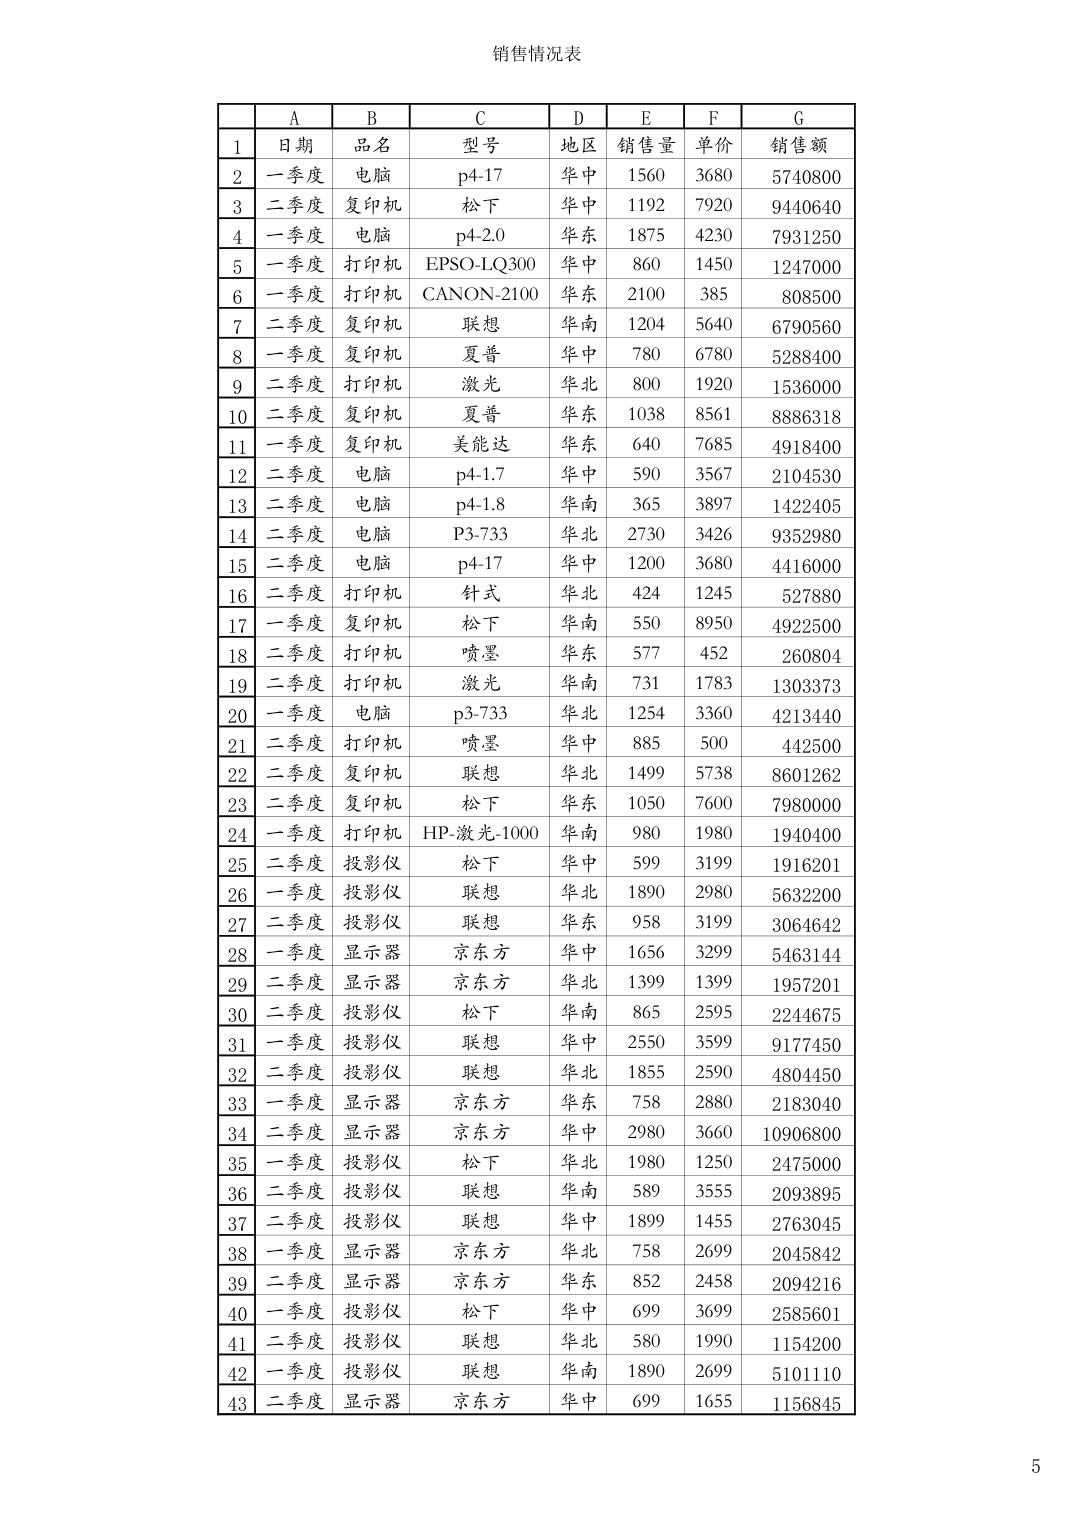 销售情况表
A B C D E F G
1 日期 品名 型号 地区 销售量 单价 销售额
2 一季度 电脑 p4-17 华中 1560 3680 5740800
3 二季度 复印机 松下 华中 1192 7920 9440640
4 一季度 电脑 p4-2.0 华东 1875 4230 7931250
5 一季度 打印机 EPSO-LQ300 华中 860 1450 1247000
6 一季度 打印机 CANON-2100 华东 2100 385 808500
7 二季度 复印机 联想 华南 1204 5640 6790560
8 一季度 复印机 夏普 华中 780 6780 5288400
9 二季度 打印机 激光 华北 800 1920 1536000
10 二季度 复印机 夏普 华东 1038 8561 8886318
11 一季度 复印机 美能达 华东 640 7685 4918400
12 二季度 电脑 p4-1.7 华中 590 3567 2104530
13 二季度 电脑 p4-1.8 华南 365 3897 1422405
14 二季度 电脑 P3-733 华北 2730 3426 9352980
15 二季度 电脑 p4-17 华中 1200 3680 4416000
16 二季度 打印机 针式 华北 424 1245 527880
17 一季度 复印机 松下 华南 550 8950 4922500
18 二季度 打印机 喷墨 华东 577 452 260804
19 二季度 打印机 激光 华南 731 1783 1303373
20 一季度 电脑 p3-733 华北 1254 3360 4213440
21 二季度 打印机 喷墨 华中 885 500 442500
22 二季度 复印机 联想 华北 1499 5738 8601262
23 二季度 复印机 松下 华东 1050 7600 7980000
24 一季度 打印机 HP-激光-1000 华南 980 1980 1940400
25 二季度 投影仪 松下 华中 599 3199 1916201
26 一季度 投影仪 联想 华北 1890 2980 5632200
27 二季度 投影仪 联想 华东 958 3199 3064642
28 一季度 显示器 京东方 华中 1656 3299 5463144
29 二季度 显示器 京东方 华北 1399 1399 1957201
30 二季度 投影仪 松下 华南 865 2595 2244675
31 一季度 投影仪 联想 华中 2550 3599 9177450
32 二季度 投影仪 联想 华北 1855 2590 4804450
33 一季度 显示器 京东方 华东 758 2880 2183040
34 二季度 显示器 京东方 华中 2980 3660 10906800
35 一季度 投影仪 松下 华北 1980 1250 2475000
36 二季度 投影仪 联想 华南 589 3555 2093895
37 二季度 投影仪 联想 华中 1899 1455 2763045
38 一季度 显示器 京东方 华北 758 2699 2045842
39 二季度 显示器 京东方 华东 852 2458 2094216
40 一季度 投影仪 松下 华中 699 3699 2585601
41 二季度 投影仪 联想 华北 580 1990 1154200
42 一季度 投影仪 联想 华南 1890 2699 5101110
43 二季度 显示器 京东方 华中 699 1655 1156845
5